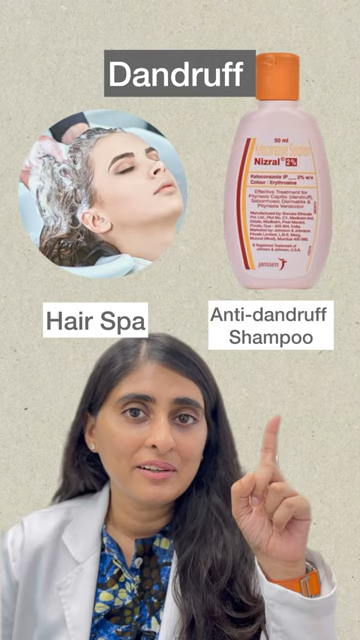 Dandruff
50 ml
Nizral® 2%
Ketoconazole IP 2% w/v
Colour : Erythrosine
Effective Treatment for
Pityriasis Capitis (dandruff),
Seborrhoeic Dermatitis &
Pityriasis Versicolor
janssen
Hair Spa
Anti-dandruff
Shampoo